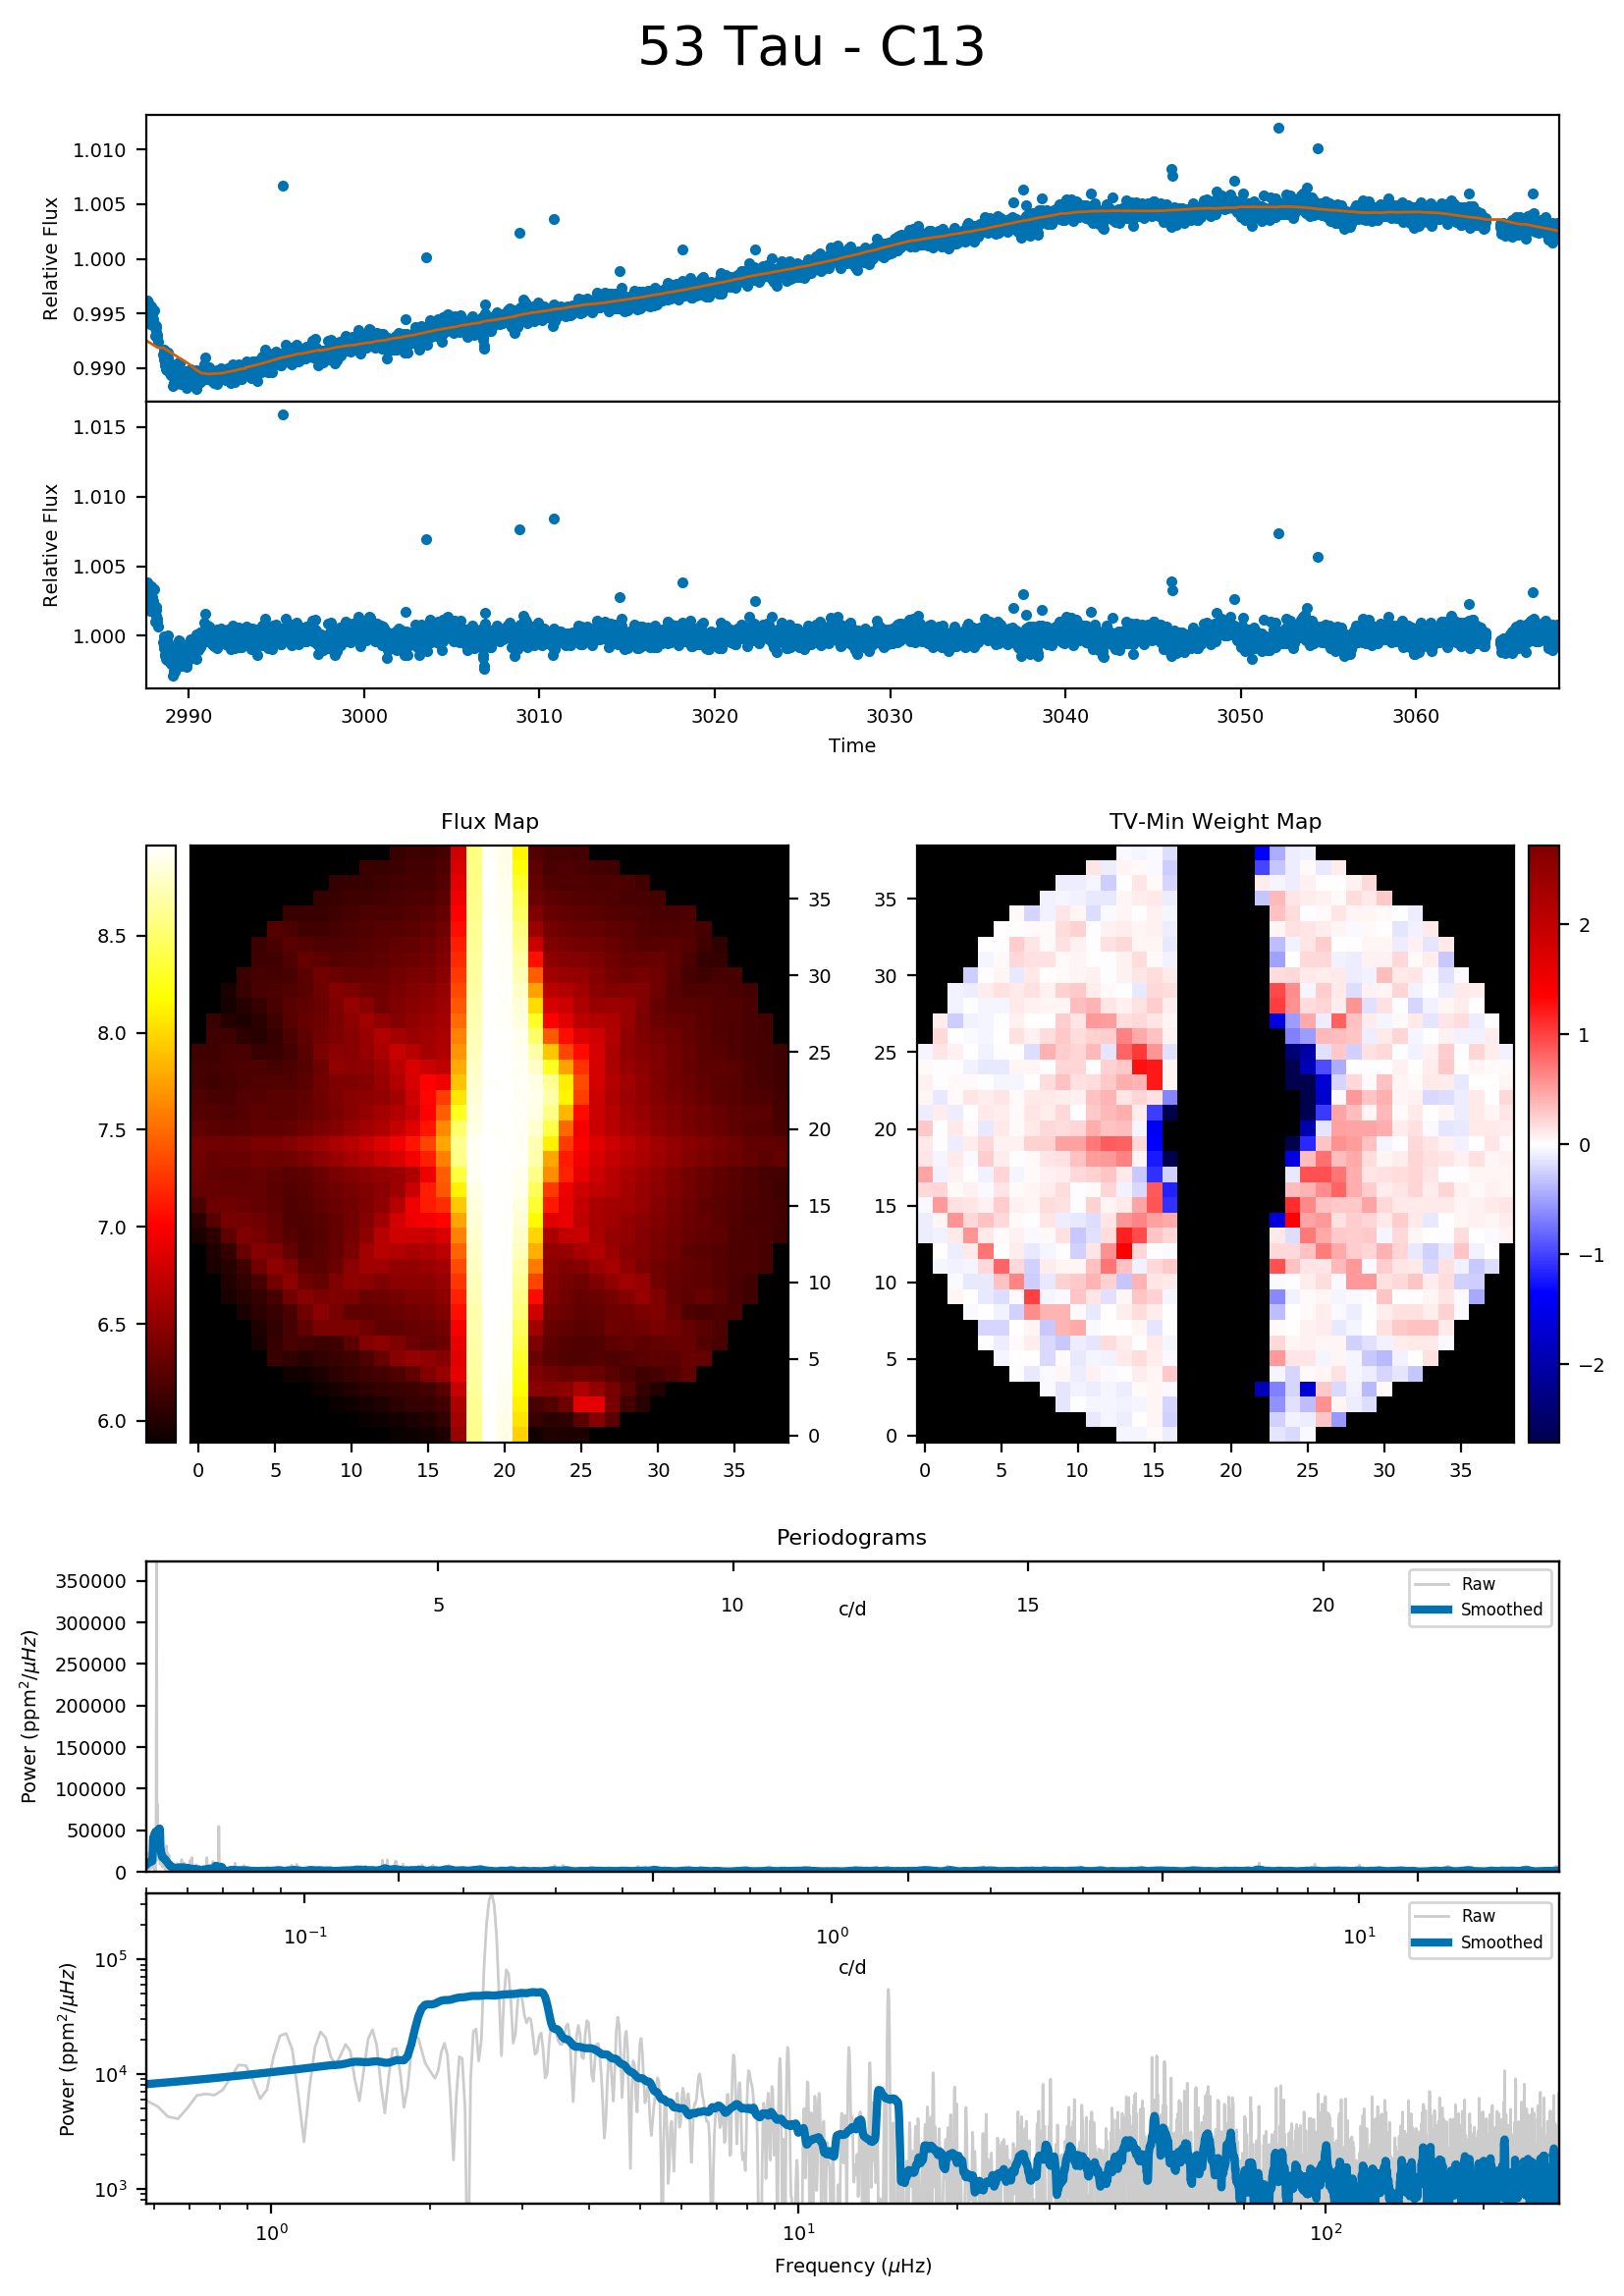 53 Tau - C13
Relative Flux
1.010
1.005
1.000
0.995
0.990
Relative Flux
1.015
1.010
1.005
1.000
2990 3000 3010 3020 3030 3040 3050 3060
Time
Flux Map
8.5
8.0
7.5
7.0
6.5
6.0
35
30
25
20
15
10
5
0
0 5 10 15 20 25 30 35
TV-Min Weight Map
35
30
25
20
15
10
5
0
0 5 10 15 20 25 30 35
2
1
0
−1
−2
Periodograms
Power (ppm²/μHz)
350000
300000
250000
200000
150000
100000
50000
0
5 10 15 20
c/d
Raw
Smoothed
Power (ppm²/μHz)
10⁵
10⁴
10³
10⁻¹ 10⁰ 10¹
c/d
Raw
Smoothed
10⁰ 10¹ 10²
Frequency (μHz)